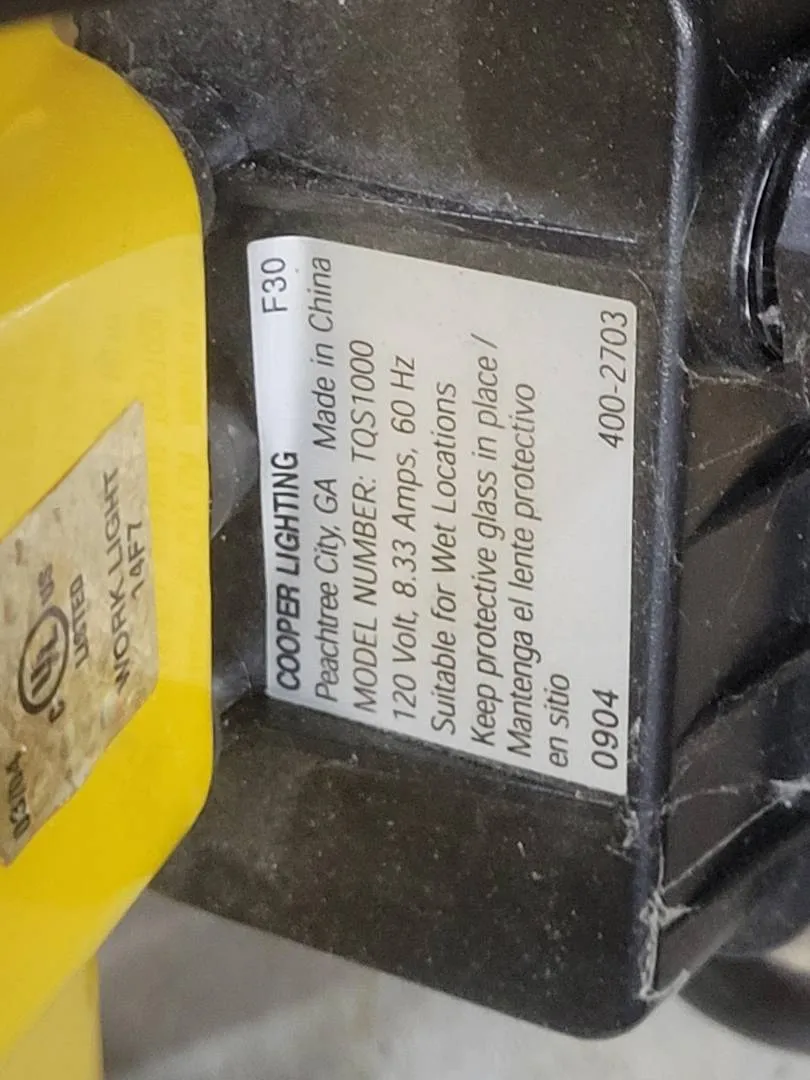 COOPER LIGHTING F30
Peachtree City, GA Made in China
MODEL NUMBER: TQS1000
120 Volt, 8.33 Amps, 60 Hz
Suitable for Wet Locations
Keep protective glass in place /
Mantenga el lente protectivo
en sitio
0904 400-2703
C UL US
LISTED
WORK LIGHT
14F7